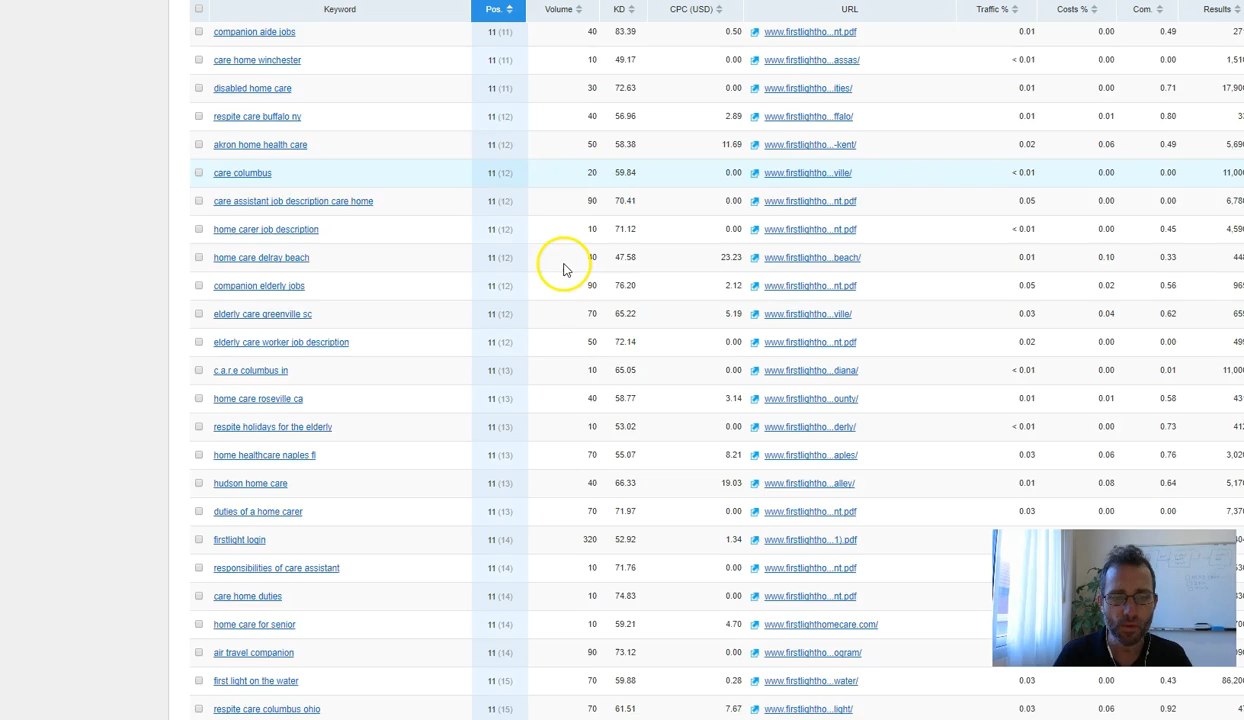 Keyword Pos. Volume KD CPC (USD) URL Traffic % Costs % Com. Results
companion aide jobs 11 (11) 40 83.39 0.50 www.firstlightho...nt.pdf 0.01 0.00 0.49
care home winchester 11 (11) 10 49.17 0.00 www.firstlightho...assas/ < 0.01 0.00 0.00
disabled home care 11 (11) 30 72.63 0.00 www.firstlightho...ities/ 0.01 0.00 0.71
respite care buffalo ny 11 (12) 40 56.96 2.89 www.firstlightho...ffalo/ 0.01 0.01 0.80
akron home health care 11 (12) 50 58.38 11.69 www.firstlightho...-kent/ 0.02 0.06 0.49
care columbus 11 (12) 20 59.84 0.00 www.firstlightho...ville/ < 0.01 0.00 0.00
care assistant job description care home 11 (12) 90 70.41 0.00 www.firstlightho...nt.pdf 0.05 0.00 0.00
home carer job description 11 (12) 10 71.12 0.00 www.firstlightho...nt.pdf < 0.01 0.00 0.45
home care delray beach 11 (12) 47.58 23.23 www.firstlightho...beach/ 0.01 0.10 0.33
companion elderly jobs 11 (12) 90 76.20 2.12 www.firstlightho...nt.pdf 0.05 0.02 0.56
elderly care greenville sc 11 (12) 70 65.22 5.19 www.firstlightho...ville/ 0.03 0.04 0.62
elderly care worker job description 11 (12) 50 72.14 0.00 www.firstlightho...nt.pdf 0.02 0.00 0.00
c.a.r.e columbus in 11 (13) 10 65.05 0.00 www.firstlightho...diana/ < 0.01 0.00 0.01
home care roseville ca 11 (13) 40 58.77 3.14 www.firstlightho...ounty/ 0.01 0.01 0.58
respite holidays for the elderly 11 (13) 10 53.02 0.00 www.firstlightho...derly/ < 0.01 0.00 0.73
home healthcare naples fl 11 (13) 70 55.07 8.21 www.firstlightho...aples/ 0.03 0.06 0.76
hudson home care 11 (13) 40 66.33 19.03 www.firstlightho...alley/ 0.01 0.08 0.64
duties of a home carer 11 (13) 70 71.97 0.00 www.firstlightho...nt.pdf 0.03 0.00 0.00
firstlight login 11 (14) 320 52.92 1.34 www.firstlightho...1).pdf
responsibilities of care assistant 11 (14) 10 71.76 0.00 www.firstlightho...nt.pdf
care home duties 11 (14) 10 74.83 0.00 www.firstlightho...nt.pdf
home care for senior 11 (14) 10 59.21 4.70 www.firstlighthomecare.com/
air travel companion 11 (14) 90 73.12 0.00 www.firstlightho...ogram/
first light on the water 11 (15) 70 59.88 0.28 www.firstlightho...water/ 0.03 0.00 0.43
respite care columbus ohio 11 (15) 70 61.51 7.67 www.firstlightho...light/ 0.03 0.06 0.92